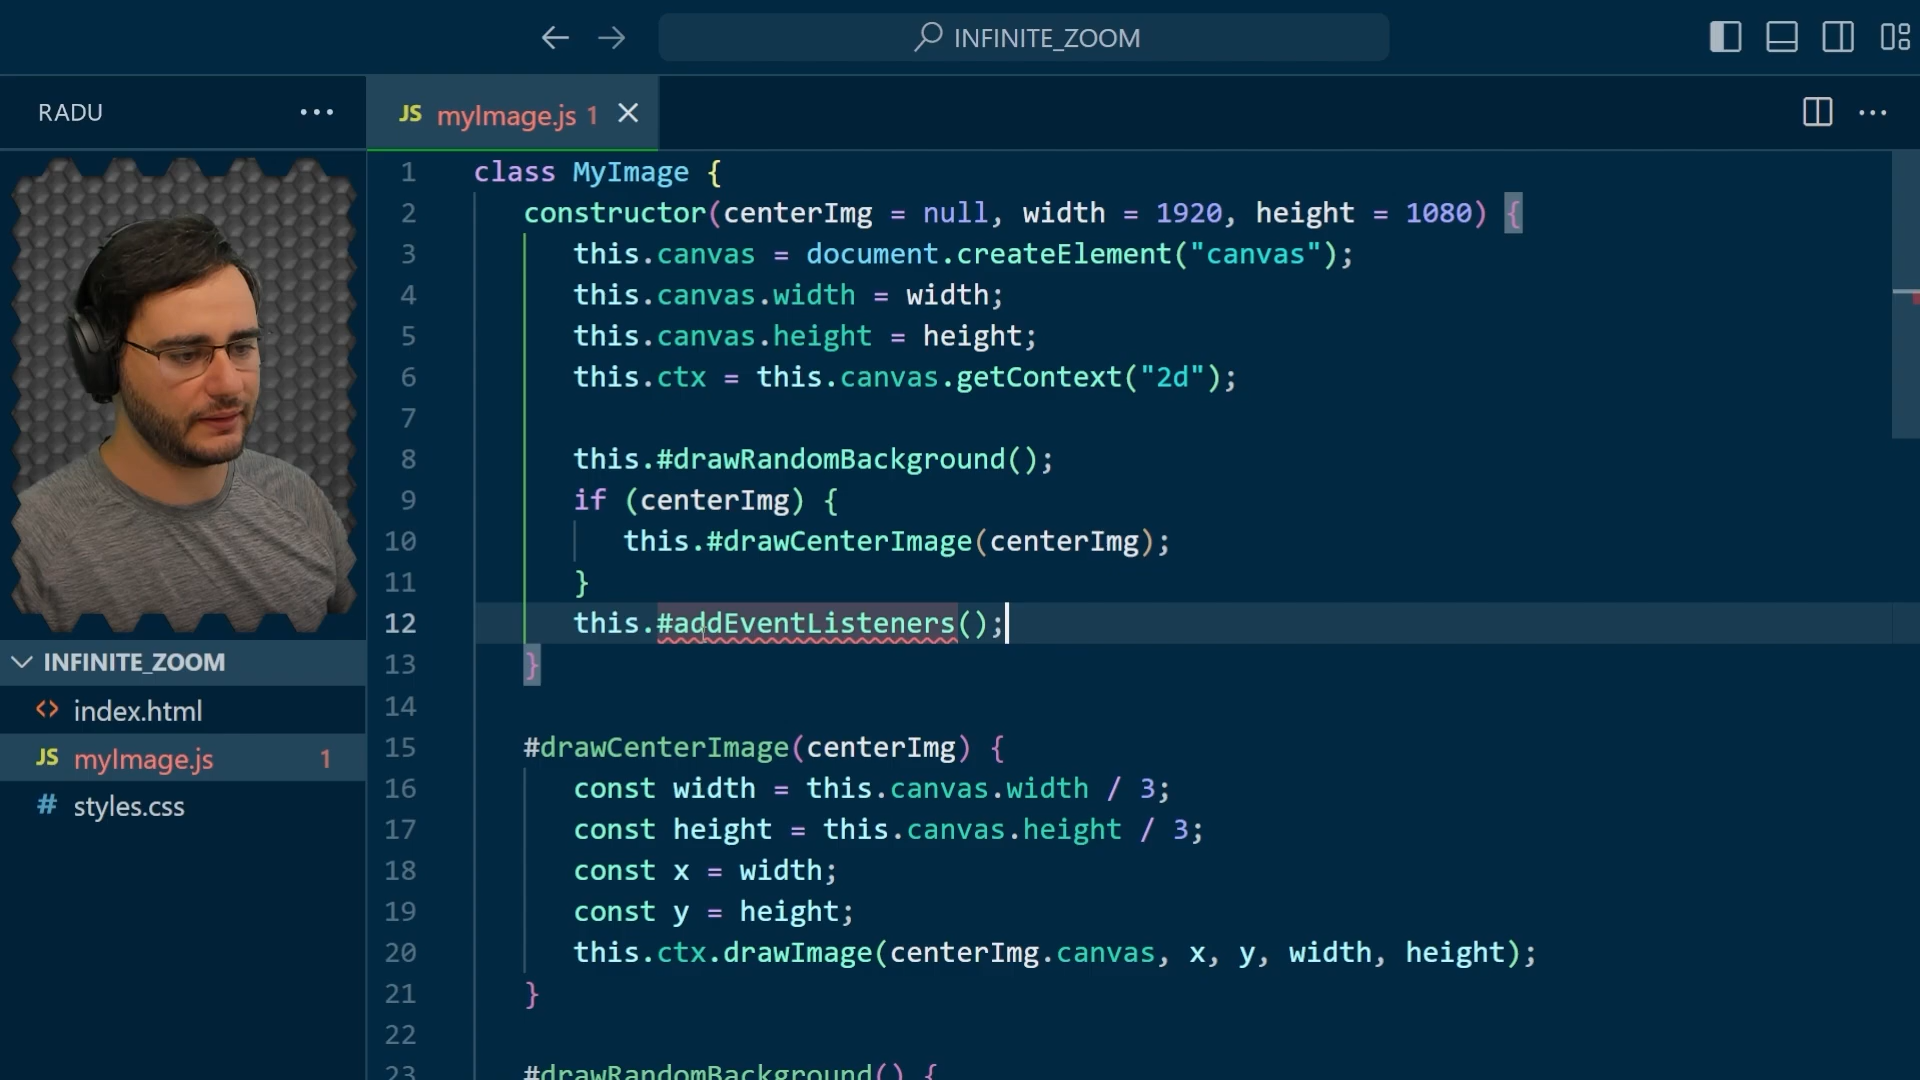 INFINITE_ZOOM
RADU
JS myImage.js 1
1 class MyImage {
2 constructor(centerImg = null, width = 1920, height = 1080) {
3 this.canvas = document.createElement("canvas");
4 this.canvas.width = width;
5 this.canvas.height = height;
6 this.ctx = this.canvas.getContext("2d");
7
8 this.#drawRandomBackground();
9 if (centerImg) {
10 this.#drawCenterImage(centerImg);
11 }
12 this.#addEventListeners();
13 }
14
15 #drawCenterImage(centerImg) {
16 const width = this.canvas.width / 3;
17 const height = this.canvas.height / 3;
18 const x = width;
19 const y = height;
20 this.ctx.drawImage(centerImg.canvas, x, y, width, height);
21 }
22
23 #drawRandomBackground() {
INFINITE_ZOOM
<> index.html
JS myImage.js 1
# styles.css